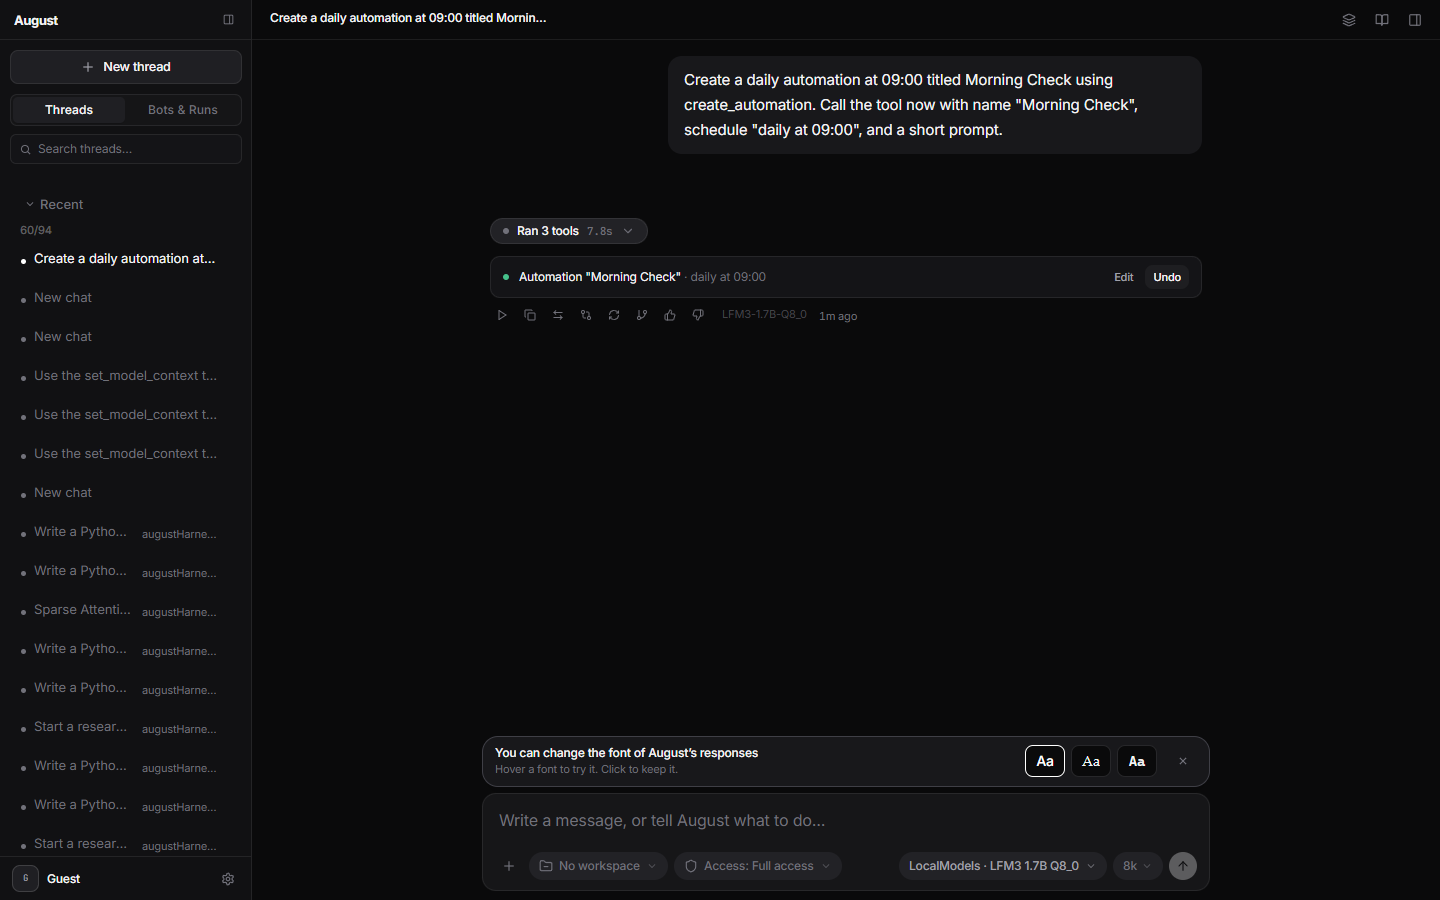 August
Create a daily automation at 09:00 titled Mornin...
New thread
Threads
Bots & Runs
Search threads...
Recent
60/94
Create a daily automation at...
New chat
New chat
Use the set_model_context t...
Use the set_model_context t...
Use the set_model_context t...
New chat
Write a Pytho... augustHarne...
Write a Pytho... augustHarne...
Sparse Attenti... augustHarne...
Write a Pytho... augustHarne...
Write a Pytho... augustHarne...
Start a resear... augustHarne...
Write a Pytho... augustHarne...
Write a Pytho... augustHarne...
Start a resear... augustHarne...
G Guest
Create a daily automation at 09:00 titled Morning Check using
create_automation. Call the tool now with name "Morning Check",
schedule "daily at 09:00", and a short prompt.
Ran 3 tools 7.8s
Automation "Morning Check" · daily at 09:00 Edit Undo
LFM3-1.7B-Q8_0 1m ago
You can change the font of August's responses
Hover a font to try it. Click to keep it.
Aa Aa Aa
Write a message, or tell August what to do...
No workspace Access: Full access LocalModels · LFM3 1.7B Q8_0 8k